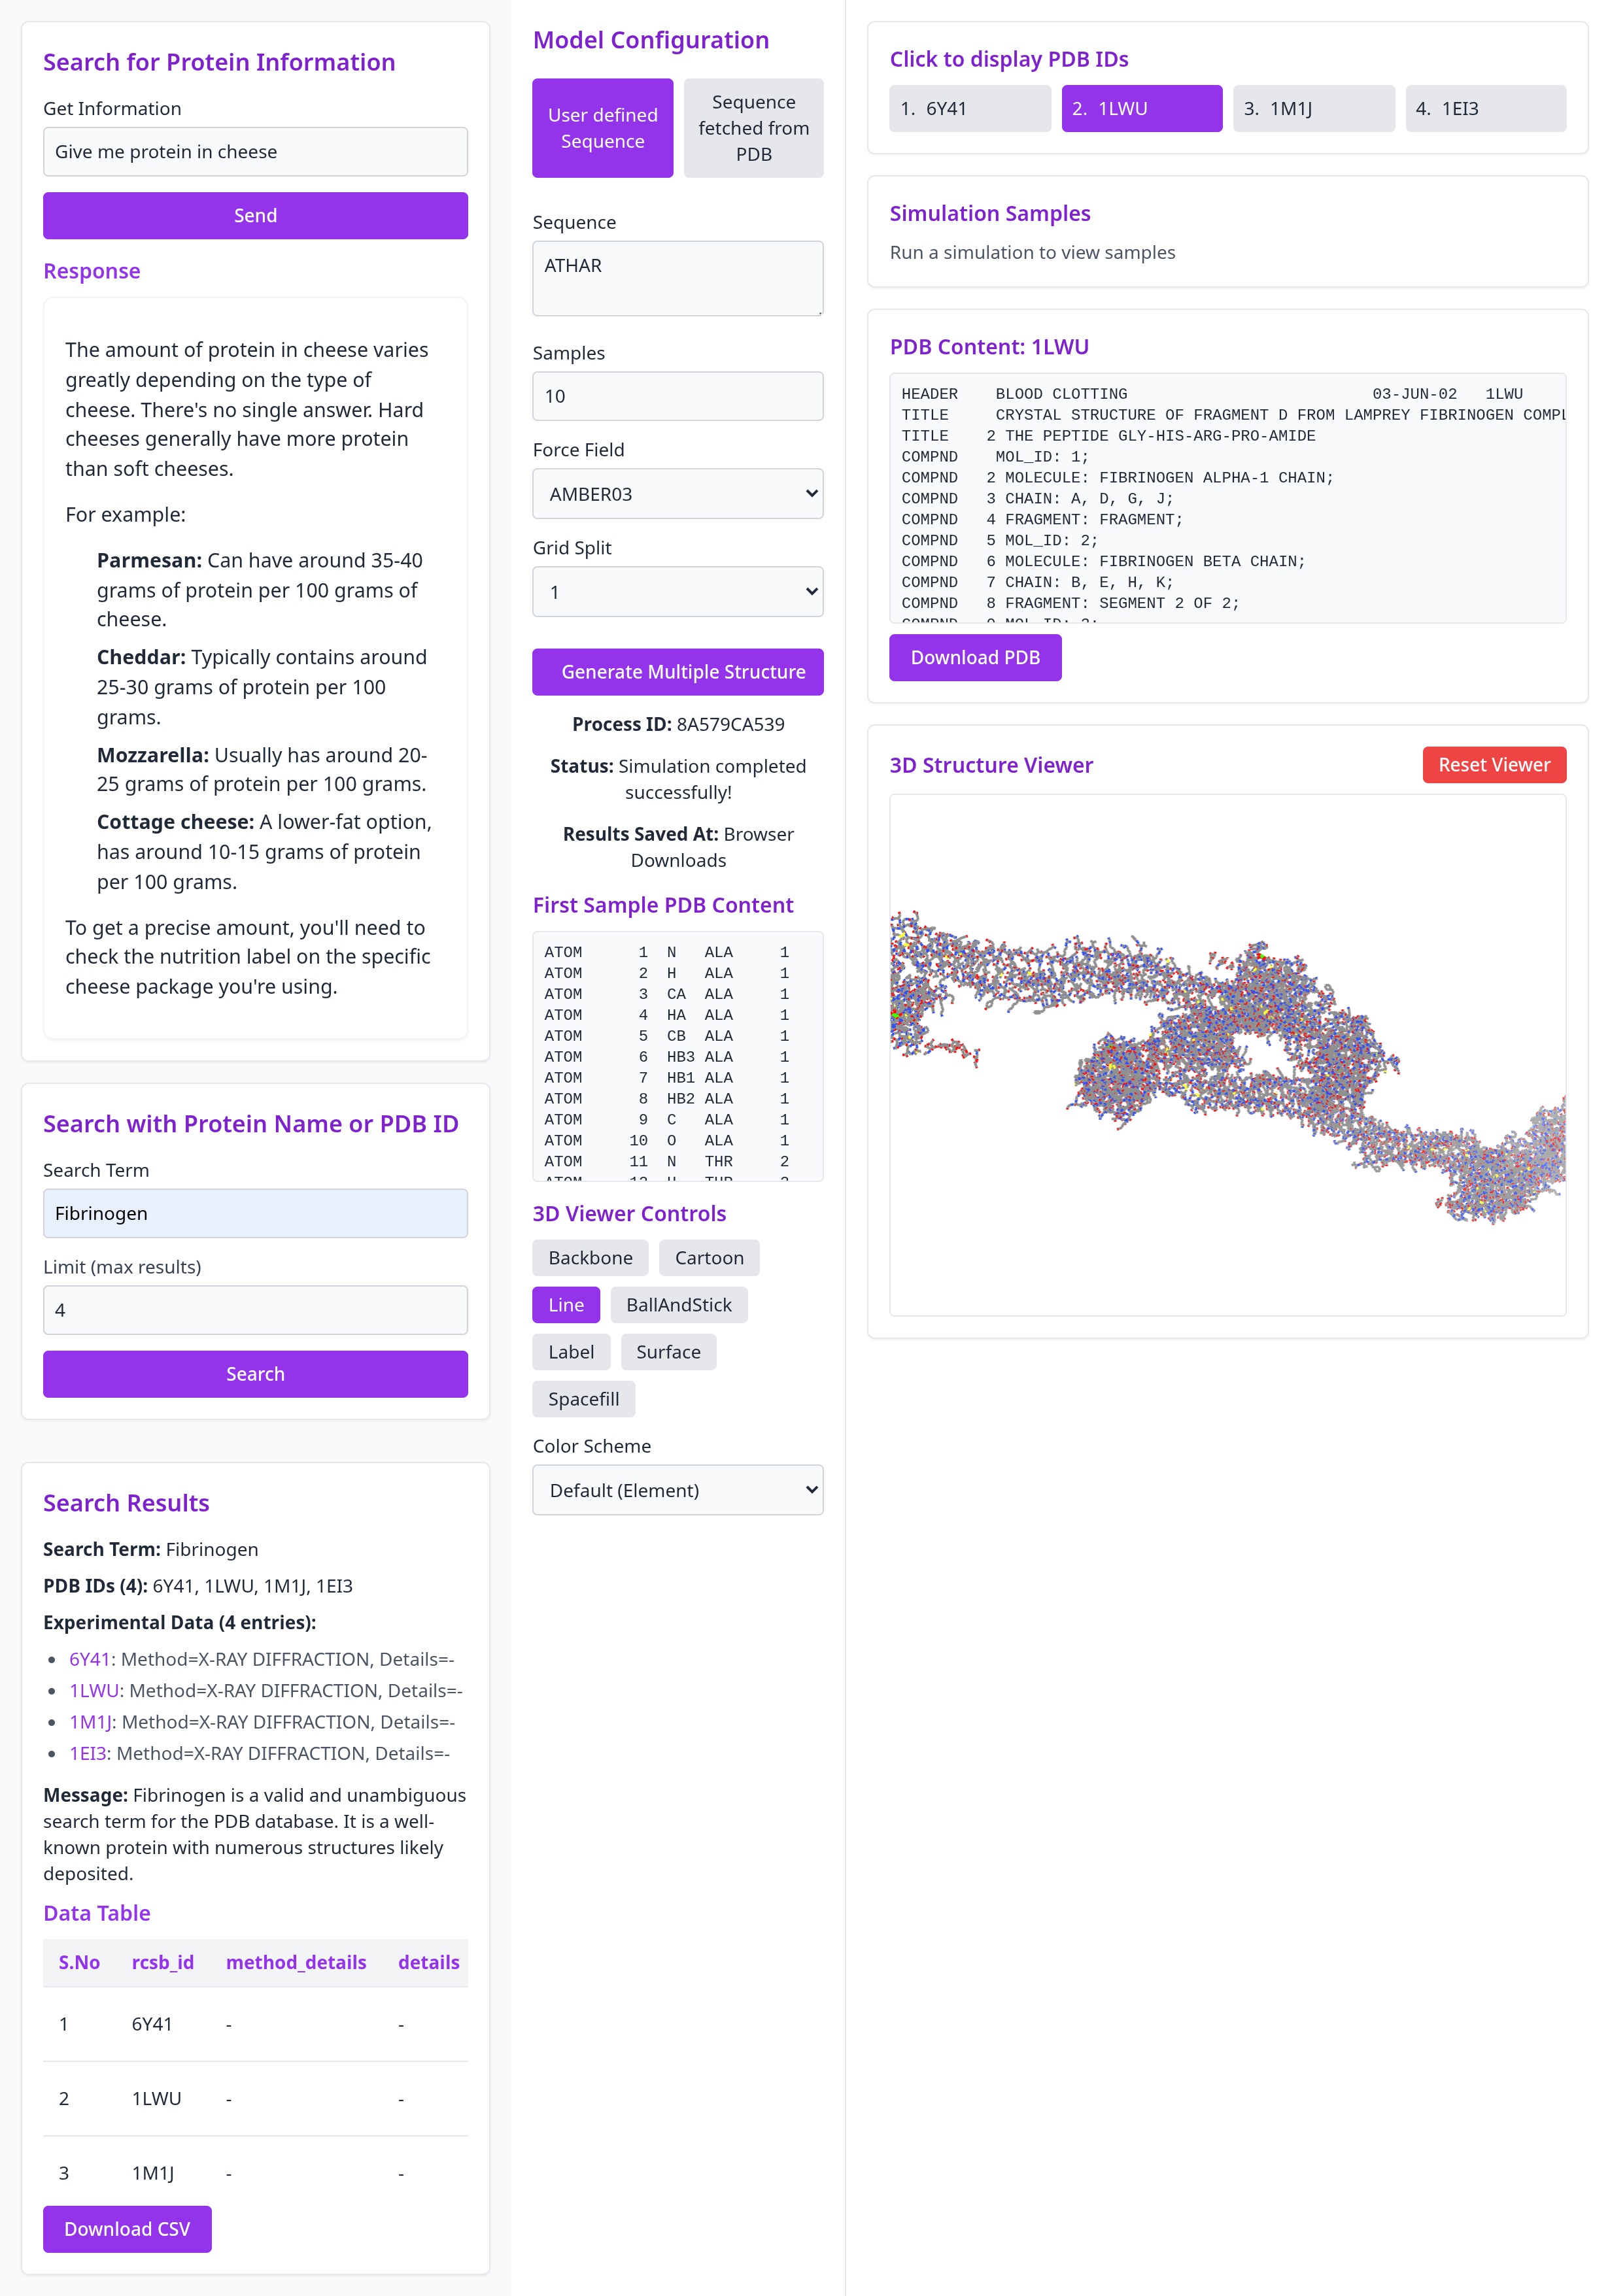 Search for Protein Information
Get Information
Give me protein in cheese
Send
Response
The amount of protein in cheese varies
greatly depending on the type of
cheese. There's no single answer. Hard
cheeses generally have more protein
than soft cheeses.
For example:
Parmesan: Can have around 35-40
grams of protein per 100 grams of
cheese.
Cheddar: Typically contains around
25-30 grams of protein per 100
grams.
Mozzarella: Usually has around 20-
25 grams of protein per 100 grams.
Cottage cheese: A lower-fat option,
has around 10-15 grams of protein
per 100 grams.
To get a precise amount, you'll need to
check the nutrition label on the specific
cheese package you're using.
Search with Protein Name or PDB ID
Search Term
Fibrinogen
Limit (max results)
4
Search
Search Results
Search Term: Fibrinogen
PDB IDs (4): 6Y41, 1LWU, 1M1J, 1EI3
Experimental Data (4 entries):
• 6Y41: Method=X-RAY DIFFRACTION, Details=-
• 1LWU: Method=X-RAY DIFFRACTION, Details=-
• 1M1J: Method=X-RAY DIFFRACTION, Details=-
• 1EI3: Method=X-RAY DIFFRACTION, Details=-
Message: Fibrinogen is a valid and unambiguous
search term for the PDB database. It is a well-
known protein with numerous structures likely
deposited.
Data Table
S.No rcsb_id method_details details
1 6Y41 - -
2 1LWU - -
3 1M1J - -
Download CSV
Model Configuration
User defined
Sequence
Sequence
fetched from
PDB
Sequence
ATHAR
Samples
10
Force Field
AMBER03
Grid Split
1
Generate Multiple Structure
Process ID: 8A579CA539
Status: Simulation completed
successfully!
Results Saved At: Browser
Downloads
First Sample PDB Content
ATOM 1 N ALA 1
ATOM 2 H ALA 1
ATOM 3 CA ALA 1
ATOM 4 HA ALA 1
ATOM 5 CB ALA 1
ATOM 6 HB3 ALA 1
ATOM 7 HB1 ALA 1
ATOM 8 HB2 ALA 1
ATOM 9 C ALA 1
ATOM 10 O ALA 1
ATOM 11 N THR 2
3D Viewer Controls
Backbone Cartoon
Line BallAndStick
Label Surface
Spacefill
Color Scheme
Default (Element)
Click to display PDB IDs
1. 6Y41 2. 1LWU 3. 1M1J 4. 1EI3
Simulation Samples
Run a simulation to view samples
PDB Content: 1LWU
HEADER BLOOD CLOTTING 03-JUN-02 1LWU
TITLE CRYSTAL STRUCTURE OF FRAGMENT D FROM LAMPREY FIBRINOGEN COMPL
TITLE 2 THE PEPTIDE GLY-HIS-ARG-PRO-AMIDE
COMPND MOL_ID: 1;
COMPND 2 MOLECULE: FIBRINOGEN ALPHA-1 CHAIN;
COMPND 3 CHAIN: A, D, G, J;
COMPND 4 FRAGMENT: FRAGMENT;
COMPND 5 MOL_ID: 2;
COMPND 6 MOLECULE: FIBRINOGEN BETA CHAIN;
COMPND 7 CHAIN: B, E, H, K;
COMPND 8 FRAGMENT: SEGMENT 2 OF 2;
Download PDB
3D Structure Viewer
Reset Viewer